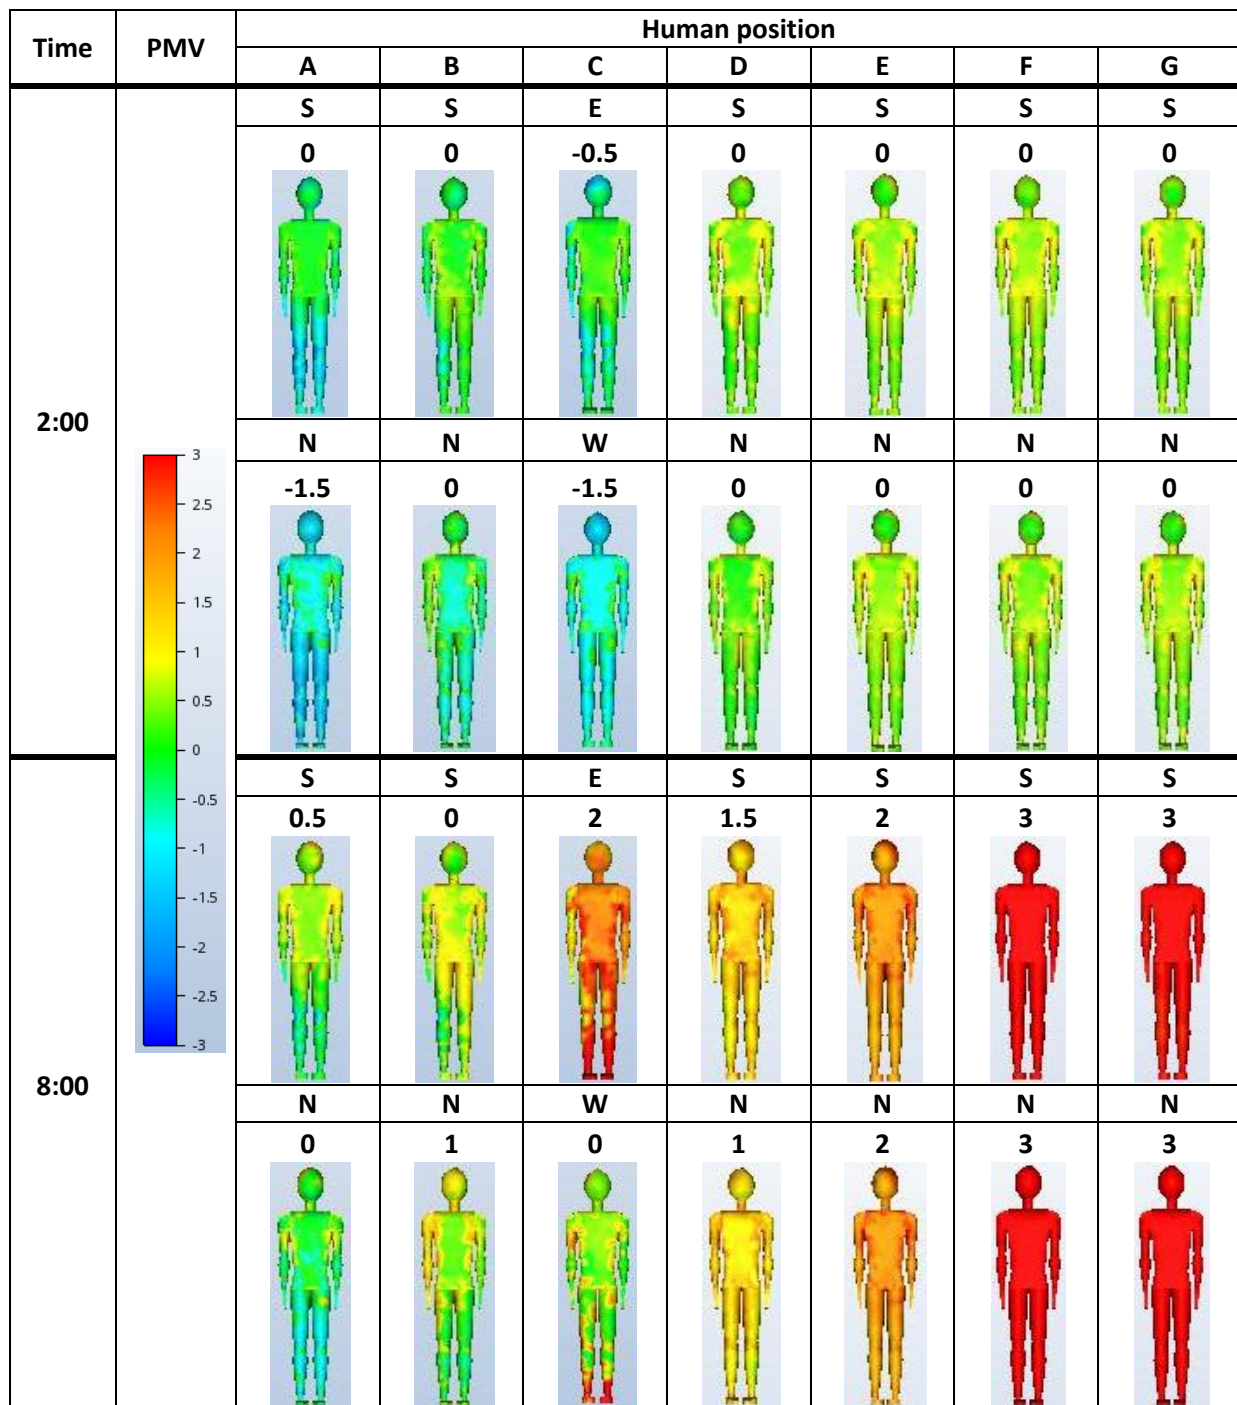 Time PMV Human position
A B C D E F G
S S E S S S S
0 0 -0.5 0 0 0 0
2:00
N N W N N N N
-1.5 0 -1.5 0 0 0 0
3
2.5
2
1.5
1
0.5
0
-0.5
-1
-1.5
-2
-2.5
-3
8:00
S S E S S S S
0.5 0 2 1.5 2 3 3
N N W N N N N
0 1 0 1 2 3 3